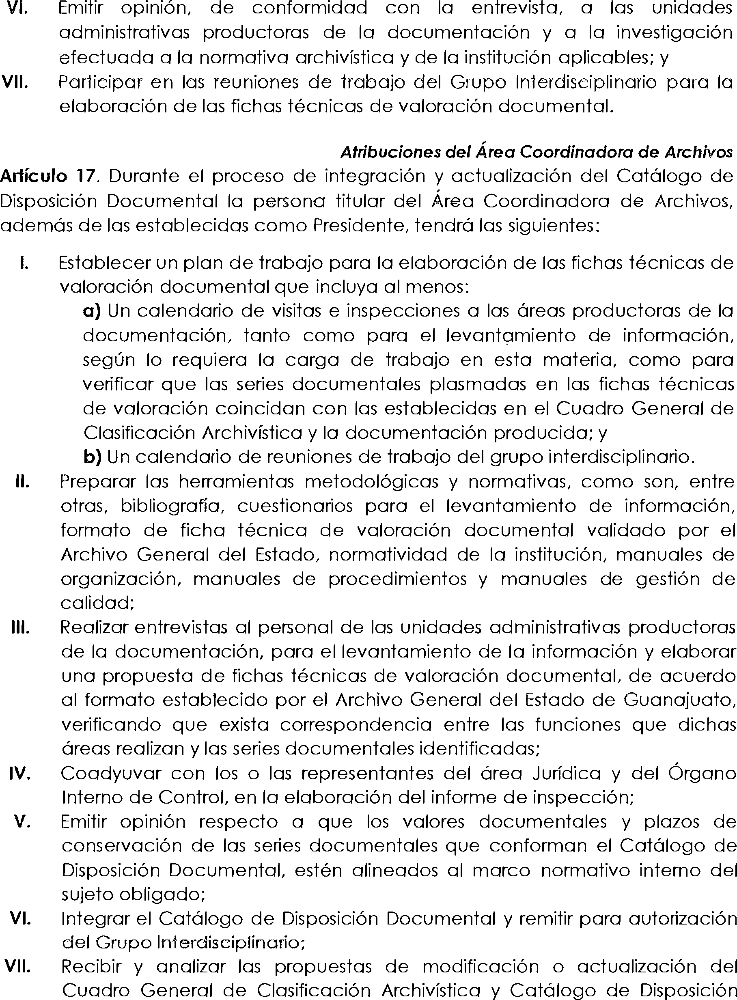 VI. Emitir opinión, de conformidad con la entrevista, a las unidades
administrativas productoras de la documentación y a la investigación
efectuada a la normativa archivística y de la institución aplicables; y
VII. Participar en las reuniones de trabajo del Grupo Interdisciplinario para la
elaboración de las fichas técnicas de valoración documental.
Atribuciones del Área Coordinadora de Archivos
Artículo 17. Durante el proceso de integración y actualización del Catálogo de
Disposición Documental la persona titular del Área Coordinadora de Archivos,
además de las establecidas como Presidente, tendrá las siguientes:
I. Establecer un plan de trabajo para la elaboración de las fichas técnicas de
valoración documental que incluya al menos:
a) Un calendario de visitas e inspecciones a las áreas productoras de la
documentación, tanto como para el levantamiento de información,
según lo requiera la carga de trabajo en esta materia, como para
verificar que las series documentales plasmadas en las fichas técnicas
de valoración coincidan con las establecidas en el Cuadro General de
Clasificación Archivística y la documentación producida; y
b) Un calendario de reuniones de trabajo del grupo interdisciplinario.
II. Preparar las herramientas metodológicas y normativas, como son, entre
otras, bibliografía, cuestionarios para el levantamiento de información,
formato de ficha técnica de valoración documental validado por el
Archivo General del Estado, normatividad de la institución, manuales de
organización, manuales de procedimientos y manuales de gestión de
calidad;
III. Realizar entrevistas al personal de las unidades administrativas productoras
de la documentación, para el levantamiento de la información y elaborar
una propuesta de fichas técnicas de valoración documental, de acuerdo
al formato establecido por el Archivo General del Estado de Guanajuato,
verificando que exista correspondencia entre las funciones que dichas
áreas realizan y las series documentales identificadas;
IV. Coadyuvar con los o las representantes del área Jurídica y del Órgano
Interno de Control, en la elaboración del informe de inspección;
V. Emitir opinión respecto a que los valores documentales y plazos de
conservación de las series documentales que conforman el Catálogo de
Disposición Documental, estén alineados al marco normativo interno del
sujeto obligado;
VI. Integrar el Catálogo de Disposición Documental y remitir para autorización
del Grupo Interdisciplinario;
VII. Recibir y analizar las propuestas de modificación o actualización del
Cuadro General de Clasificación Archivística y Catálogo de Disposición